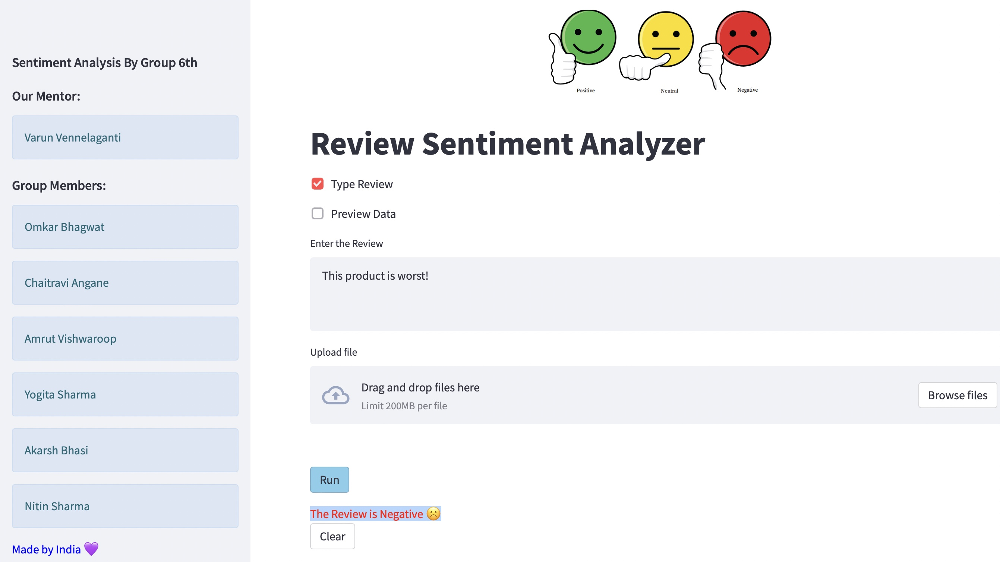 Sentiment Analysis By Group 6th
Our Mentor:
Varun Vennelaganti
Group Members:
Omkar Bhagwat
Chaitravi Angane
Amrut Vishwaroop
Yogita Sharma
Akarsh Bhasi
Nitin Sharma
Made by India 💜
Positive
Neutral
Negative
Review Sentiment Analyzer
Type Review
Preview Data
Enter the Review
This product is worst!
Upload file
Drag and drop files here
Limit 200MB per file
Browse files
Run
The Review is Negative ☹️
Clear